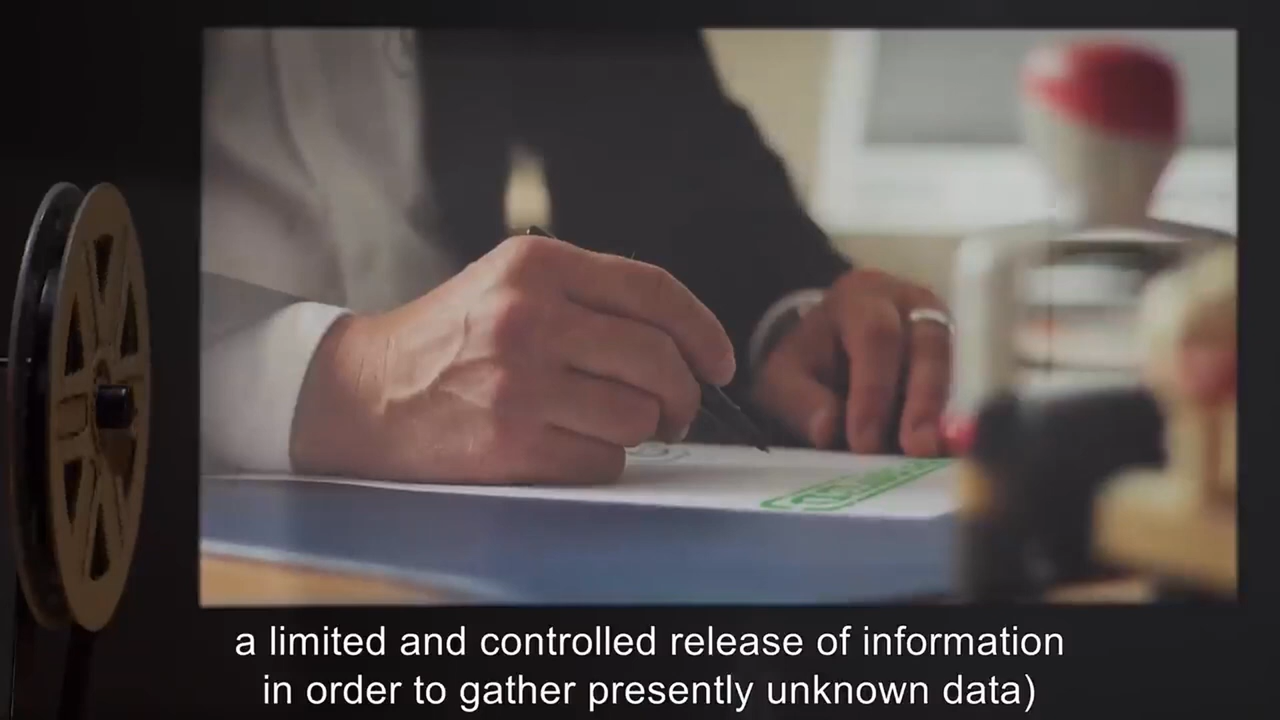 a limited and controlled release of information
in order to gather presently unknown data)